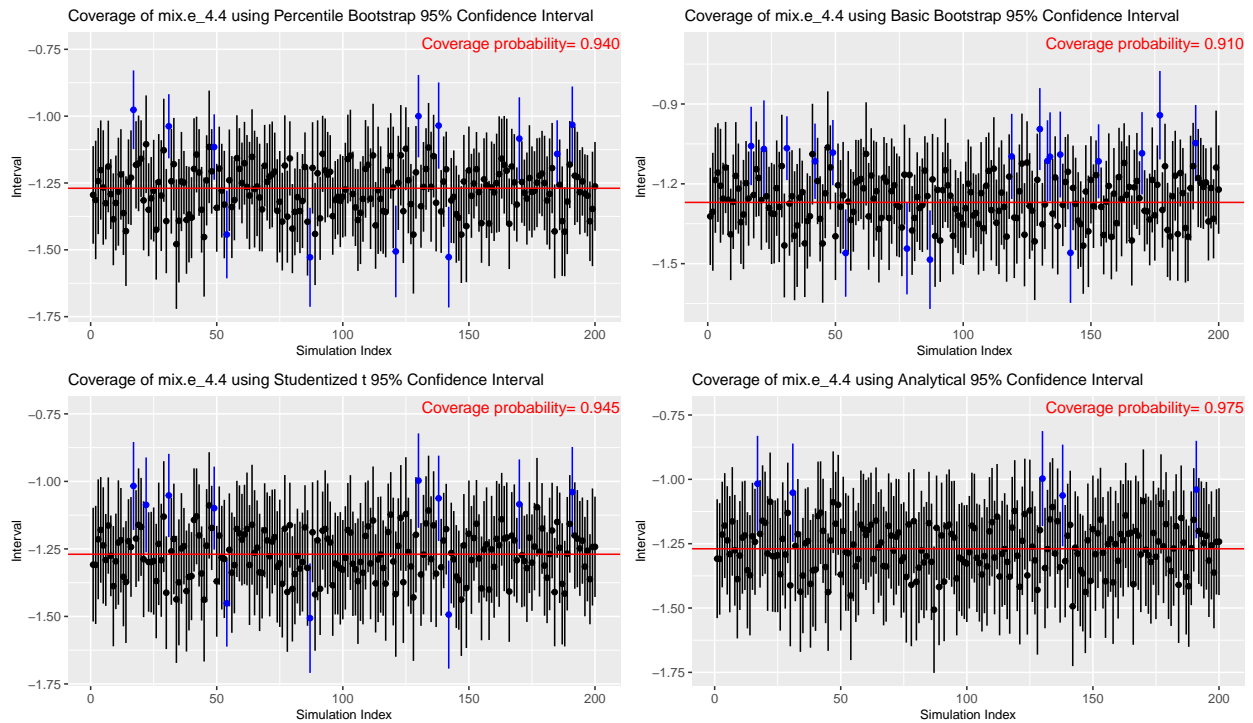 Coverage of mix.e_4.4 using Percentile Bootstrap 95% Confidence Interval
Coverage probability= 0.940
−0.75
−1.00
−1.25
−1.50
−1.75
Interval
0
50
100
150
200
Simulation Index
Coverage of mix.e_4.4 using Basic Bootstrap 95% Confidence Interval
Coverage probability= 0.910
−0.9
−1.2
−1.5
Interval
0
50
100
150
200
Simulation Index
Coverage of mix.e_4.4 using Studentized t 95% Confidence Interval
Coverage probability= 0.945
−0.75
−1.00
−1.25
−1.50
−1.75
Interval
0
50
100
150
200
Simulation Index
Coverage of mix.e_4.4 using Analytical 95% Confidence Interval
Coverage probability= 0.975
−0.75
−1.00
−1.25
−1.50
−1.75
Interval
0
50
100
150
200
Simulation Index